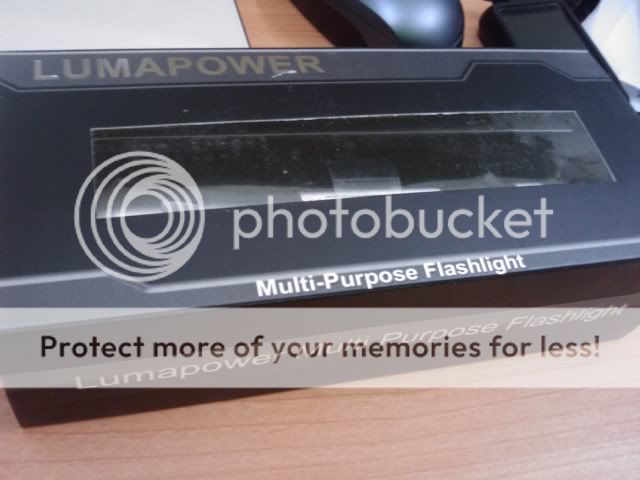 LUMAPOWER
photobucket
Multi-Purpose Flashlight
Protect more of your memories for less!
Lumapower Multi Purpose Flashlight